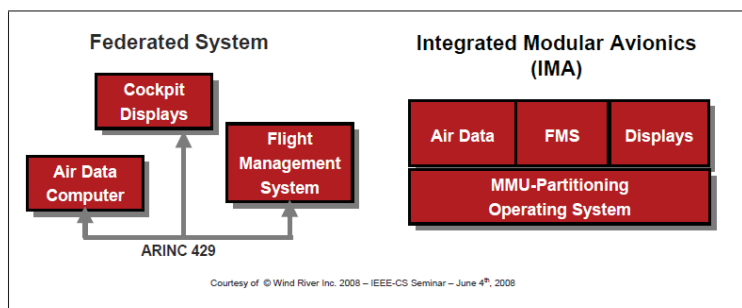 Federated System
Cockpit
Displays
Flight
Management
System
Air Data
Computer
ARINC 429
Integrated Modular Avionics
(IMA)
Air Data
FMS
Displays
MMU-Partitioning
Operating System
Courtesy of © Wind River Inc. 2008 – IEEE-CS Seminar – June 4th, 2008